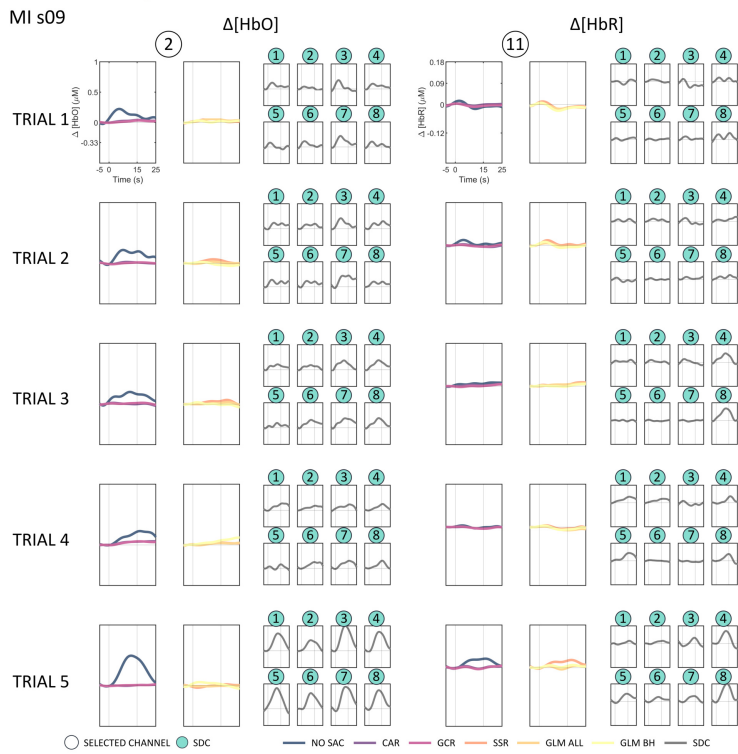 MI s09
Δ[HbO]
Δ[HbR]
2
11
1 2 3 4
1 2 3 4
1
0.5
0
-0.33
Δ [HbO] (μM)
0.18
0
-0.12
Δ [HbR] (μM)
TRIAL 1
5 6 7 8
5 6 7 8
-5 0 15 25
Time (s)
-5 0 15 25
Time (s)
1 2 3 4
1 2 3 4
TRIAL 2
5 6 7 8
5 6 7 8
1 2 3 4
1 2 3 4
TRIAL 3
5 6 7 8
5 6 7 8
1 2 3 4
1 2 3 4
TRIAL 4
5 6 7 8
5 6 7 8
1 2 3 4
1 2 3 4
TRIAL 5
5 6 7 8
5 6 7 8
SELECTED CHANNEL SDC NO SAC CAR GCR SSR GLM ALL GLM BH SDC